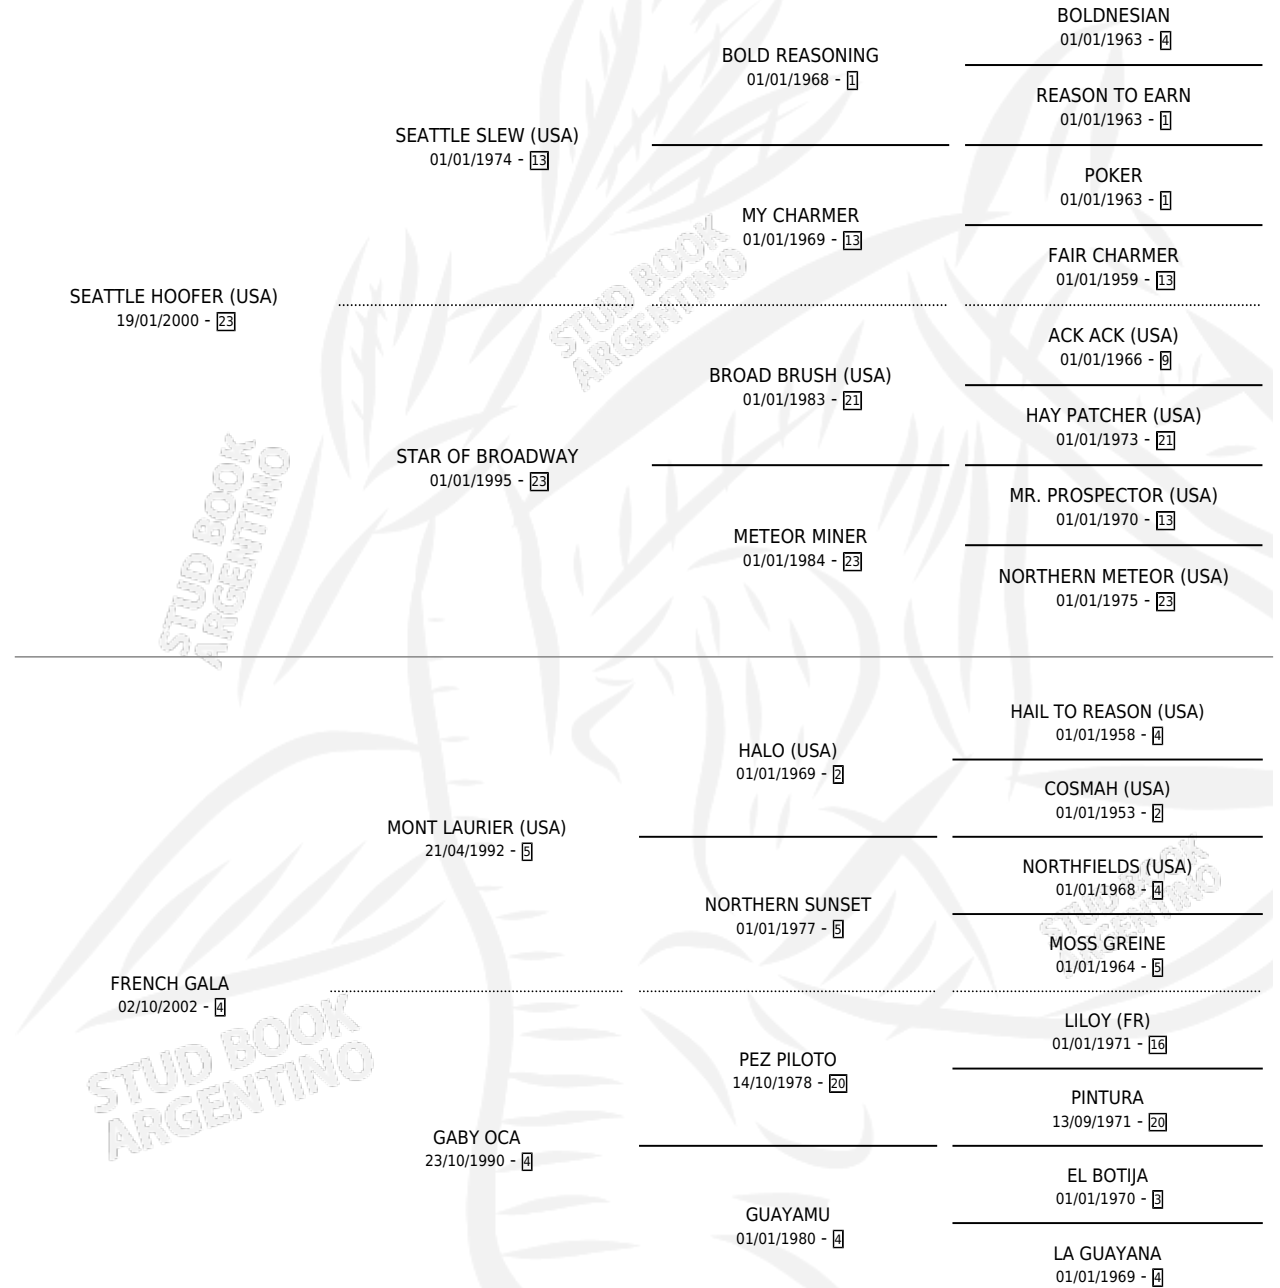 BOLDNESIAN
01/01/1963 - 4
BOLD REASONING
01/01/1968 - 1
REASON TO EARN
01/01/1963 - 1
SEATTLE SLEW (USA)
01/01/1974 - 13
POKER
01/01/1963 - 1
MY CHARMER
01/01/1969 - 13
FAIR CHARMER
01/01/1959 - 13
SEATTLE HOOFER (USA)
19/01/2000 - 23
STUD BOOK
ARGENTINO
ACK ACK (USA)
01/01/1966 - 9
BROAD BRUSH (USA)
01/01/1983 - 21
HAY PATCHER (USA)
01/01/1973 - 21
STAR OF BROADWAY
01/01/1995 - 23
MR. PROSPECTOR (USA)
01/01/1970 - 13
METEOR MINER
01/01/1984 - 23
NORTHERN METEOR (USA)
01/01/1975 - 23
STUD BOOK
ARGENTINO
HAIL TO REASON (USA)
01/01/1958 - 4
HALO (USA)
01/01/1969 - 2
COSMAH (USA)
01/01/1953 - 2
MONT LAURIER (USA)
21/04/1992 - 5
NORTHFIELDS (USA)
01/01/1968 - 4
NORTHERN SUNSET
01/01/1977 - 5
STUD BOOK
ARGENTINO
MOSS GREINE
01/01/1964 - 5
FRENCH GALA
02/10/2002 - 4
LILOY (FR)
01/01/1971 - 16
PEZ PILOTO
14/10/1978 - 20
STUD BOOK
ARGENTINO
PINTURA
13/09/1971 - 20
GABY OCA
23/10/1990 - 4
EL BOTIJA
01/01/1970 - 3
GUAYAMU
01/01/1980 - 4
LA GUAYANA
01/01/1969 - 4